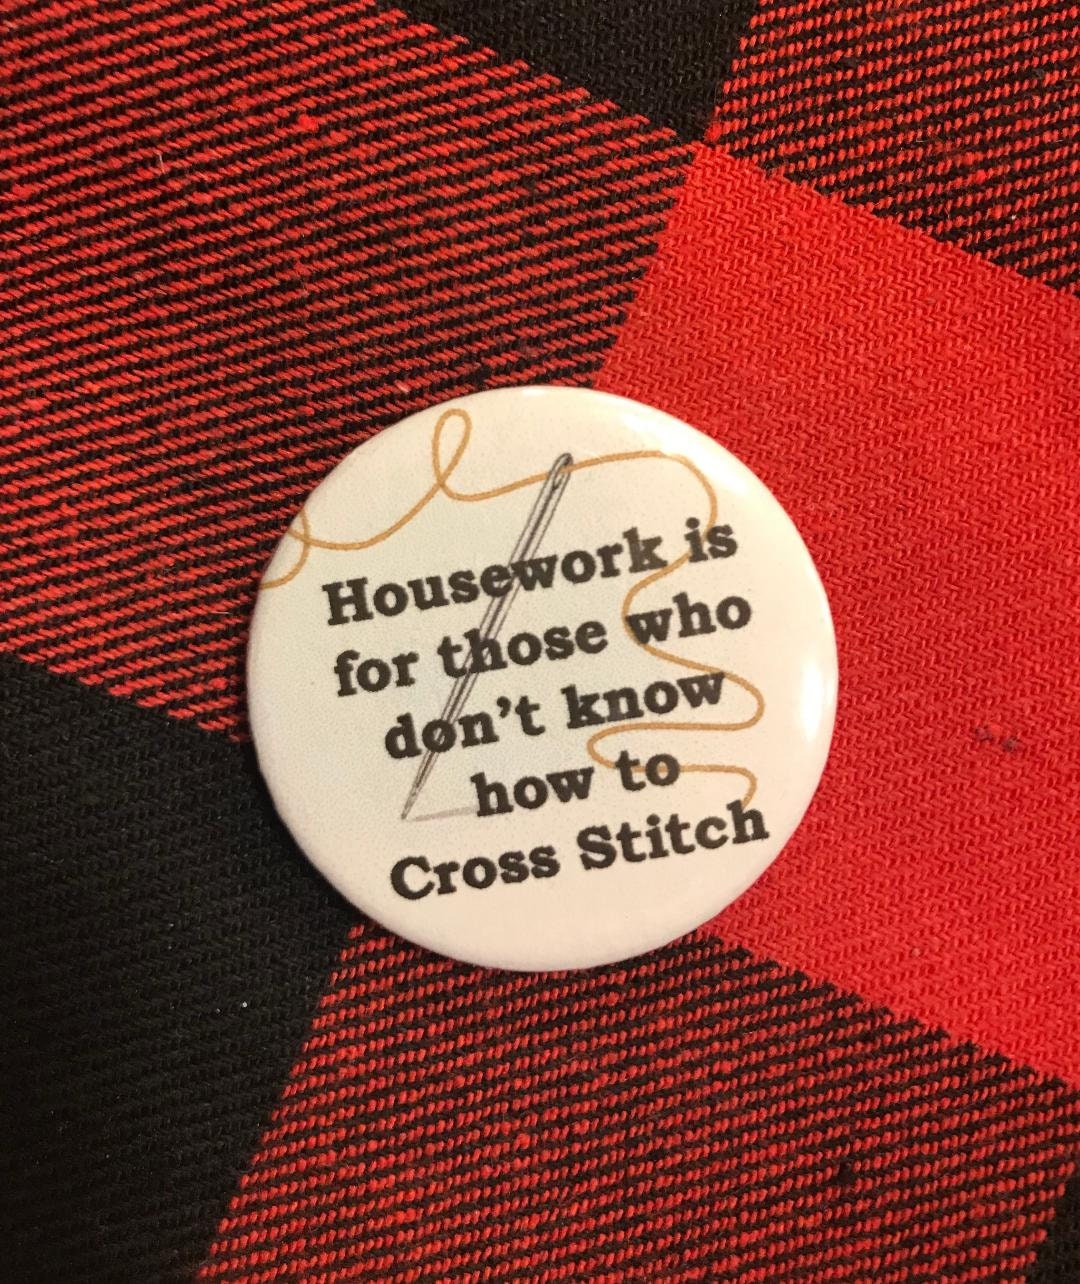 Housework is
for those who
don't know
how to
Cross Stitch